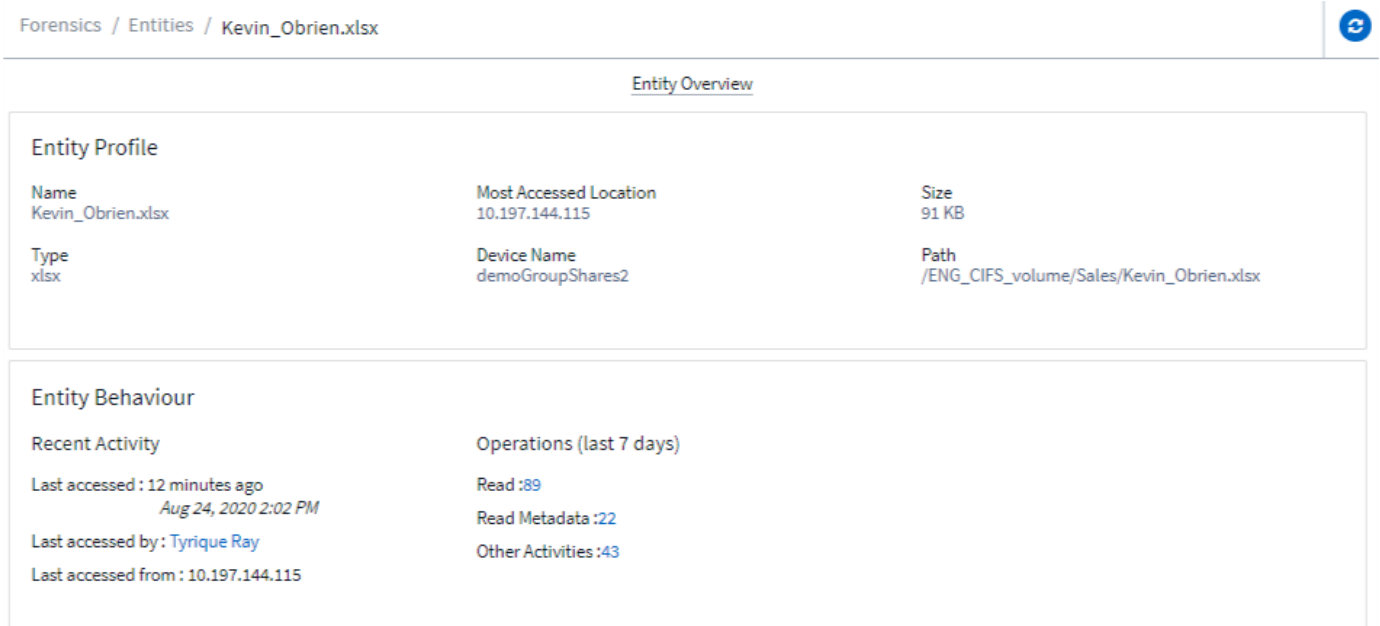 Forensics / Entities / Kevin_Obrien.xlsx
Entity Overview
Entity Profile
Name
Kevin_Obrien.xlsx
Most Accessed Location
10.197.144.115
Size
91 KB
Type
xlsx
Device Name
demoGroupShares2
Path
/ENG_CIFS_volume/Sales/Kevin_Obrien.xlsx
Entity Behaviour
Recent Activity
Last accessed : 12 minutes ago
Aug 24, 2020 2:02 PM
Last accessed by : Tyrique Ray
Last accessed from : 10.197.144.115
Operations (last 7 days)
Read :89
Read Metadata :22
Other Activities :43